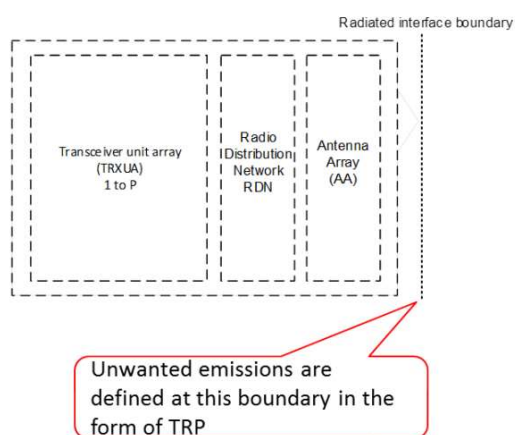 Radiated interface boundary
Transceiver unit array
(TRXUA)
1 to P
Radio
Distribution
Network
RDN
Antenna
Array
(AA)
Unwanted emissions are
defined at this boundary in the
form of TRP